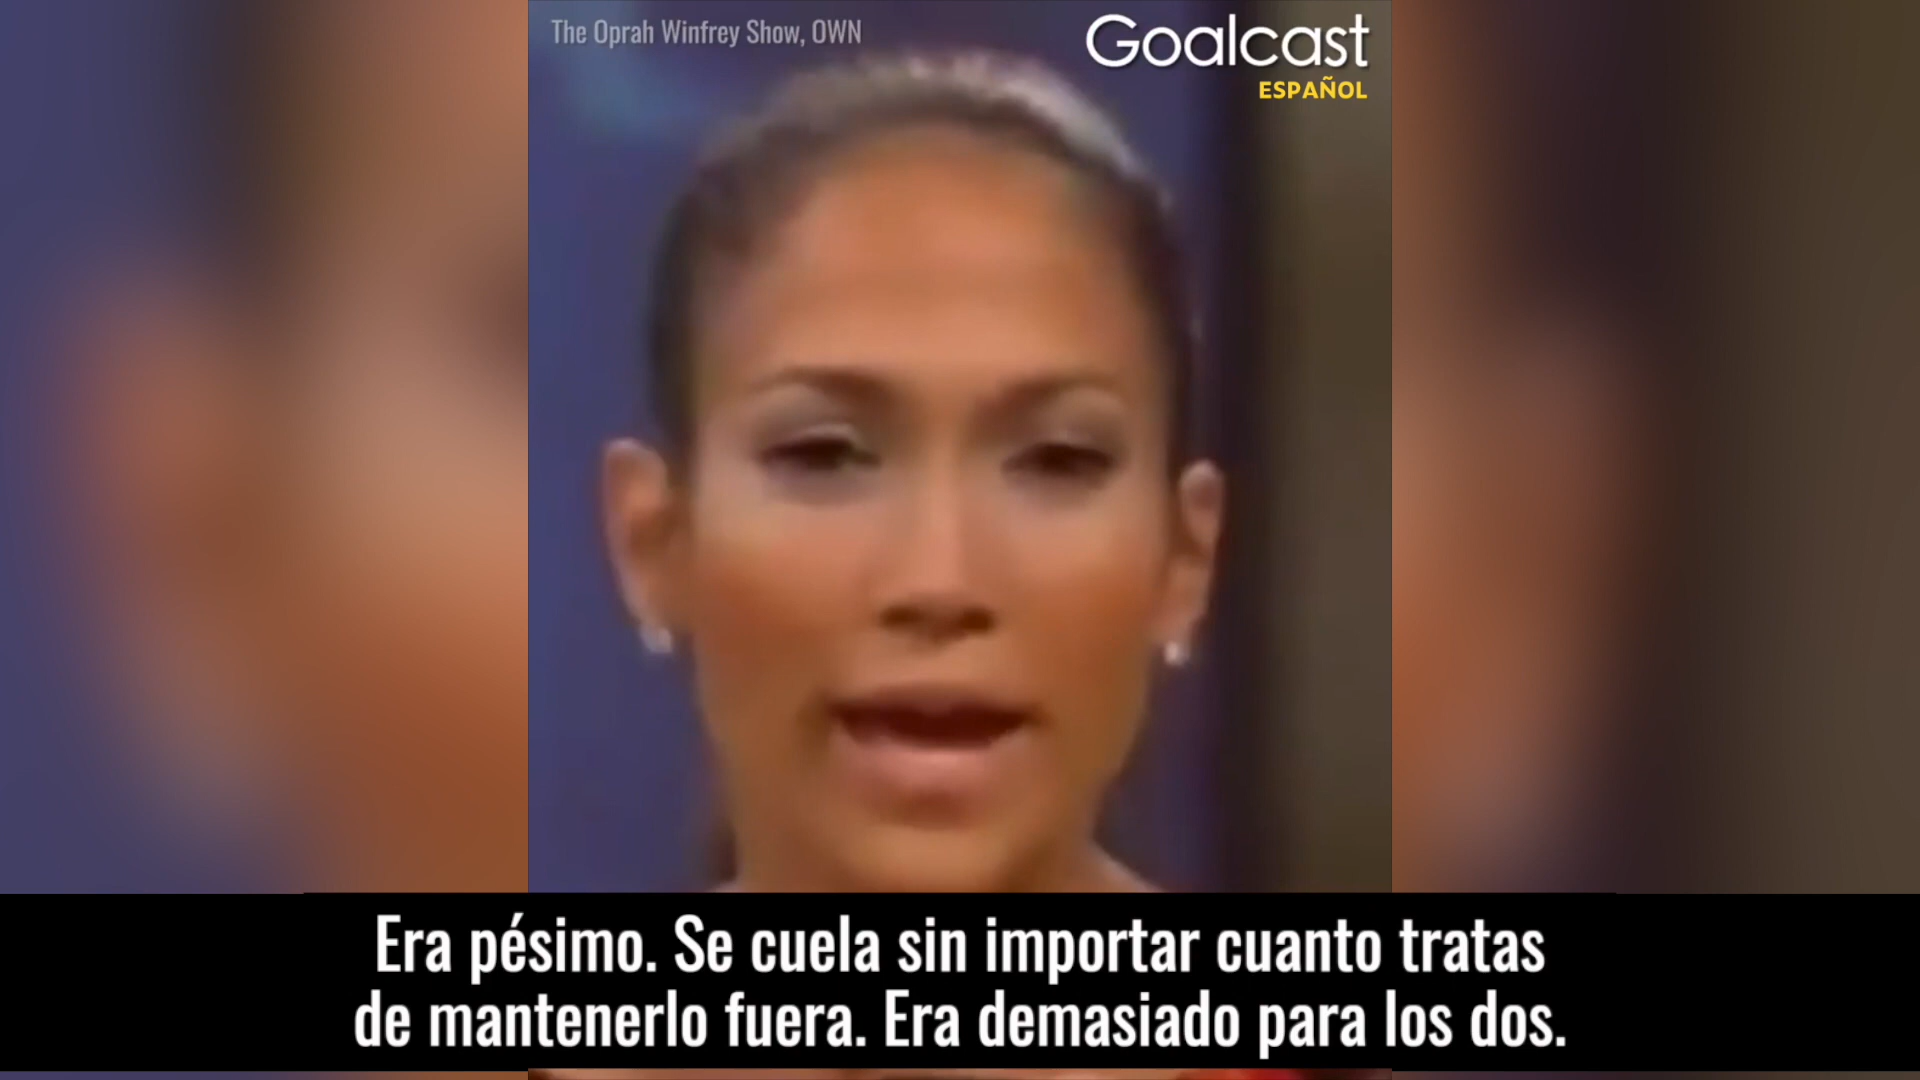 The Oprah Winfrey Show, OWN
Goalcast
ESPAÑOL
Era pésimo. Se cuela sin importar cuanto tratas
de mantenerlo fuera. Era demasiado para los dos.